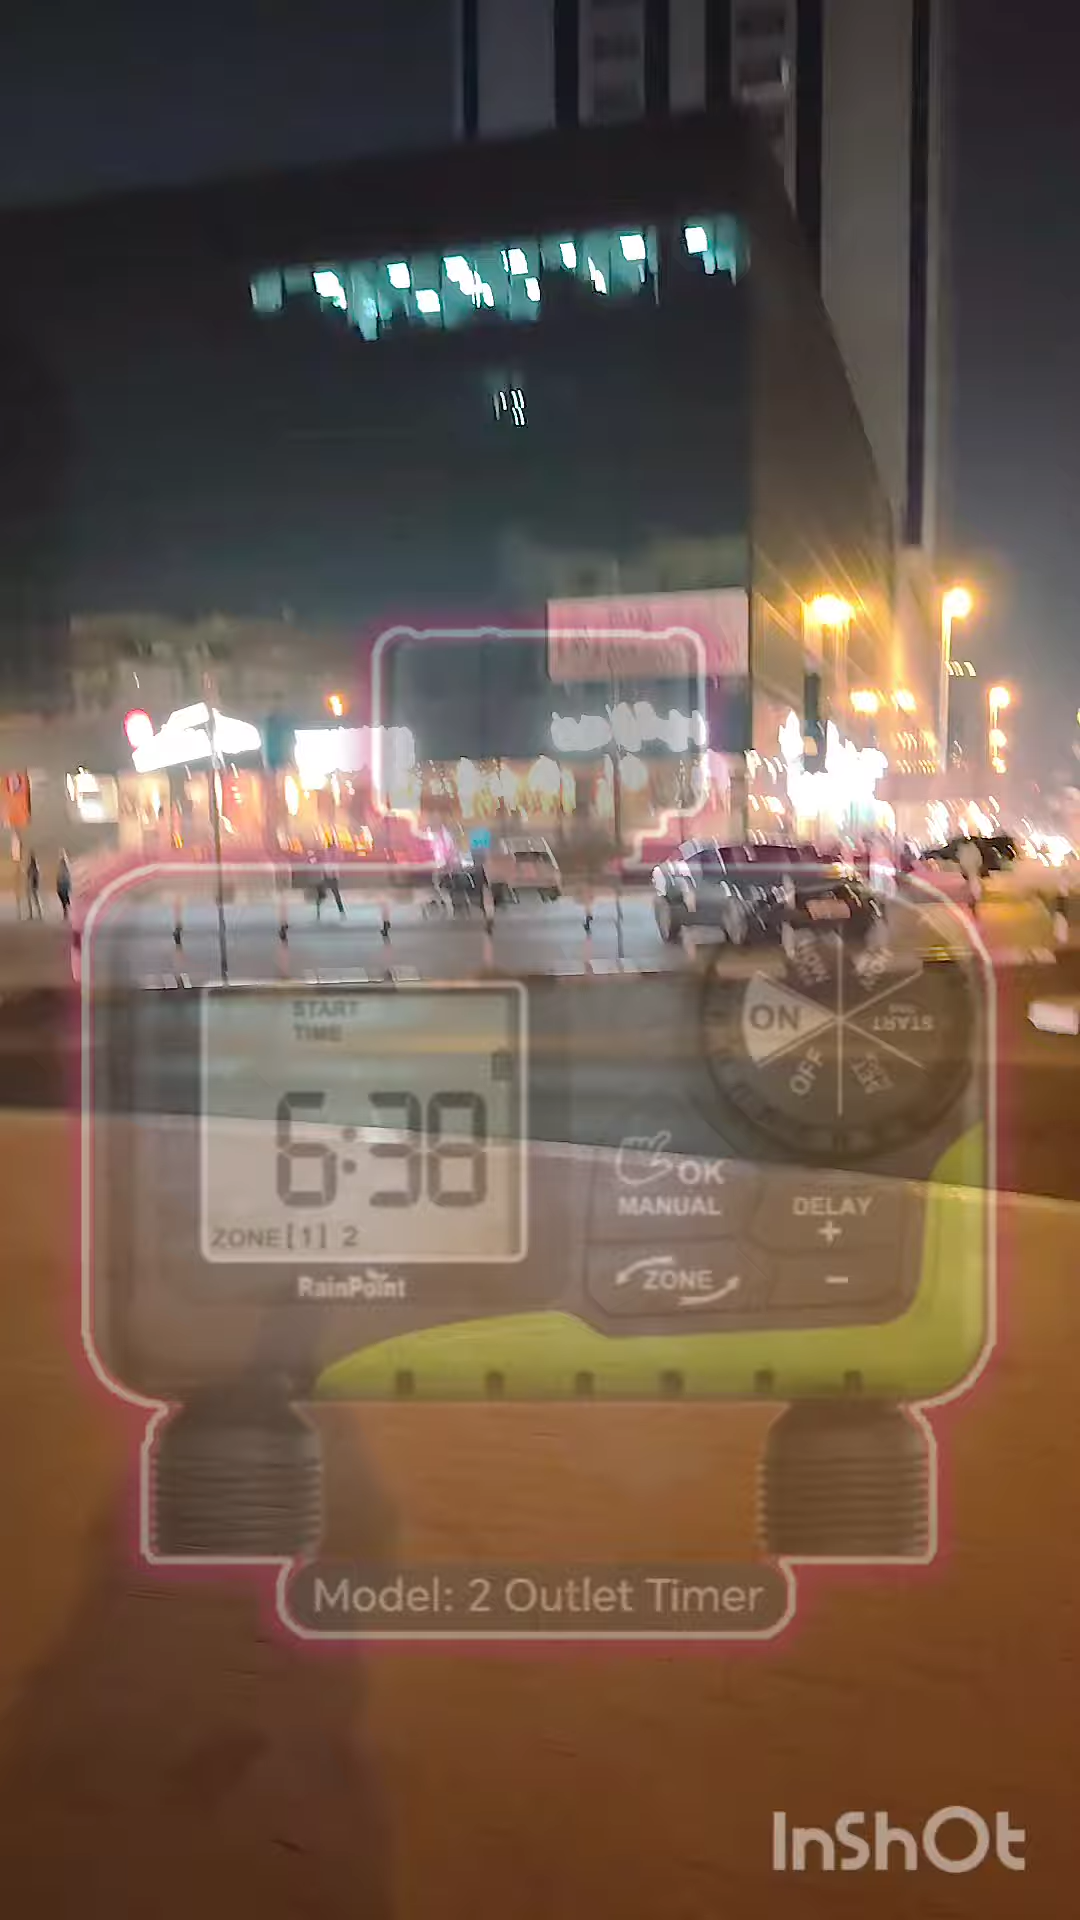 START
TIME
6:38
ZONE [1] 2
RainPoint
ON
OFF
START
OK
MANUAL
DELAY
+
ZONE
-
Model: 2 Outlet Timer
InShOt